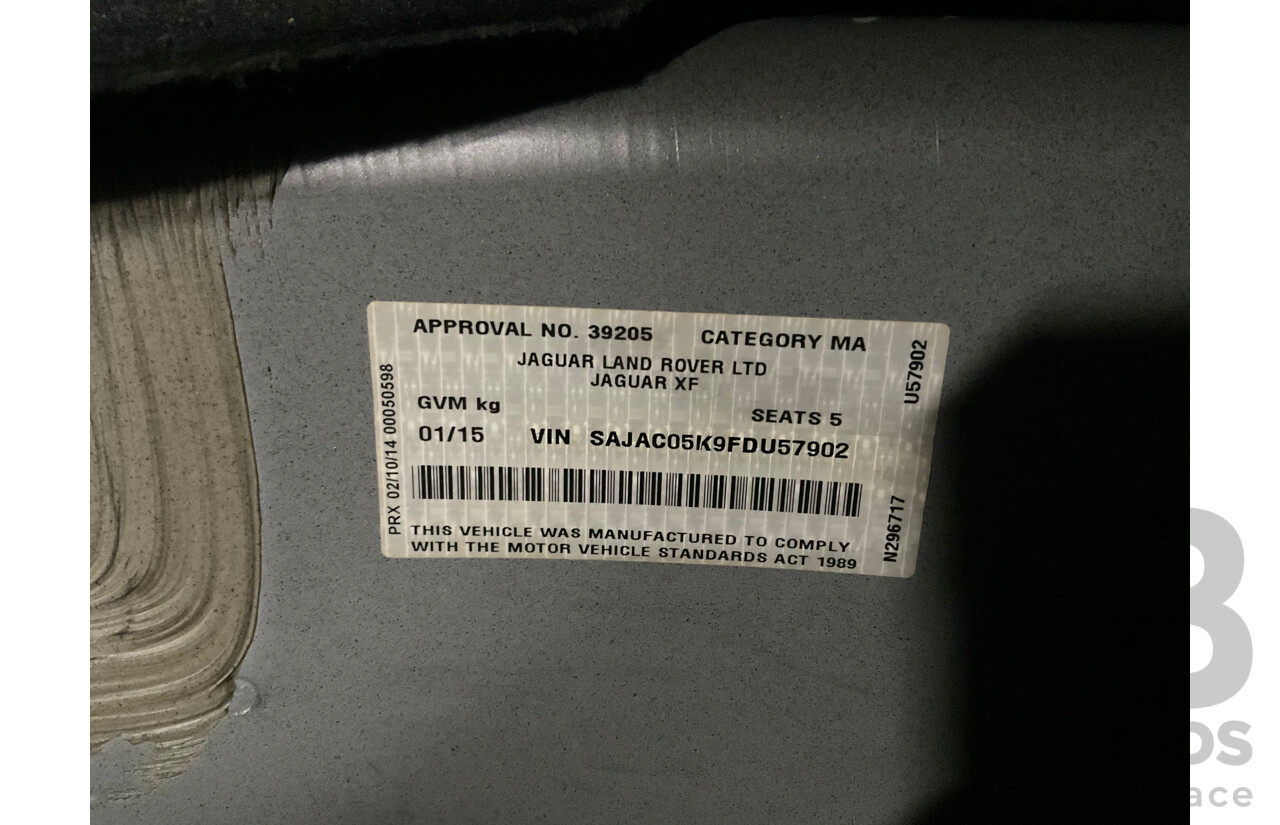 APPROVAL NO. 39205 CATEGORY MA
JAGUAR LAND ROVER LTD
JAGUAR XF
GVM kg SEATS 5
01/15 VIN SAJAC05K9FDU57902
THIS VEHICLE WAS MANUFACTURED TO COMPLY
WITH THE MOTOR VEHICLE STANDARDS ACT 1989
PRX 02/10/14 00050598
U57902
N296717